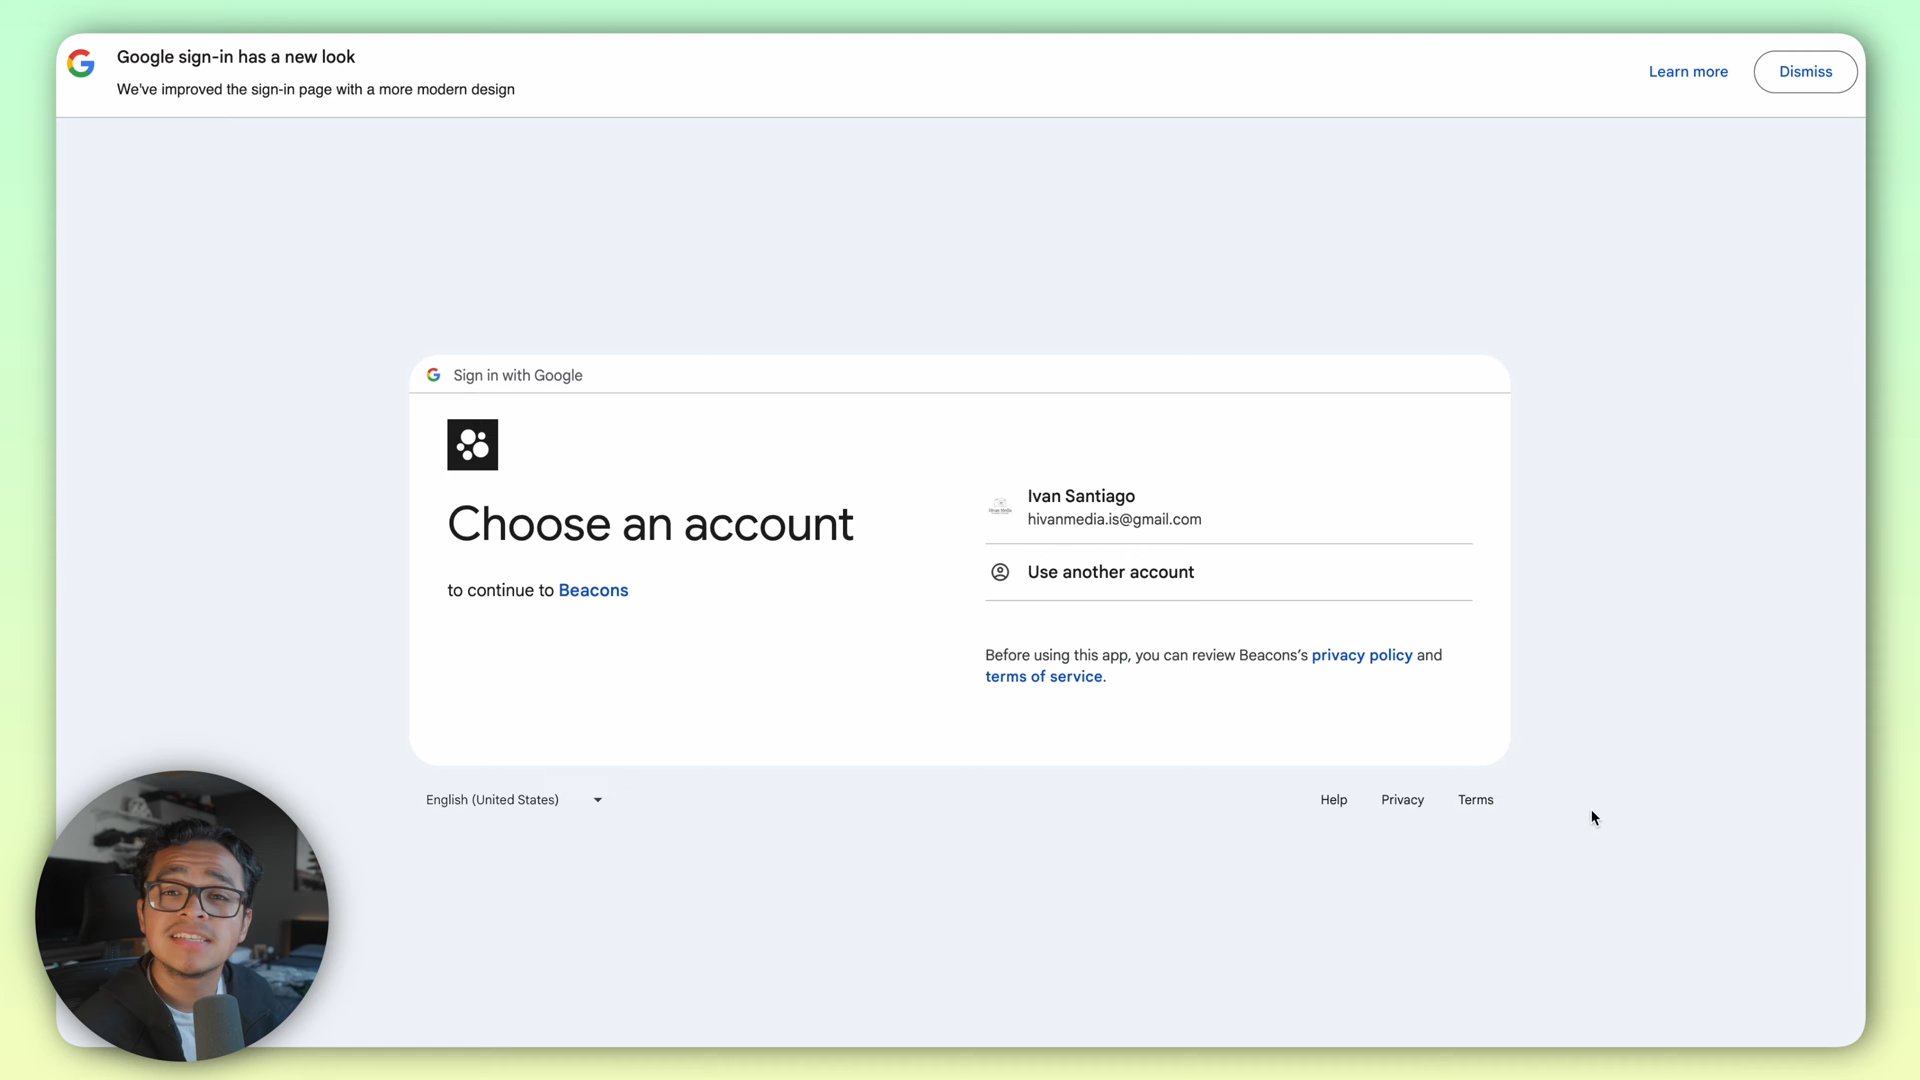 Google sign-in has a new look
We've improved the sign-in page with a more modern design
Learn more
Dismiss
Sign in with Google
Choose an account
to continue to Beacons
Ivan Santiago
hivanmedia.is@gmail.com
Use another account
Before using this app, you can review Beacons’s privacy policy and
terms of service.
English (United States)
Help
Privacy
Terms